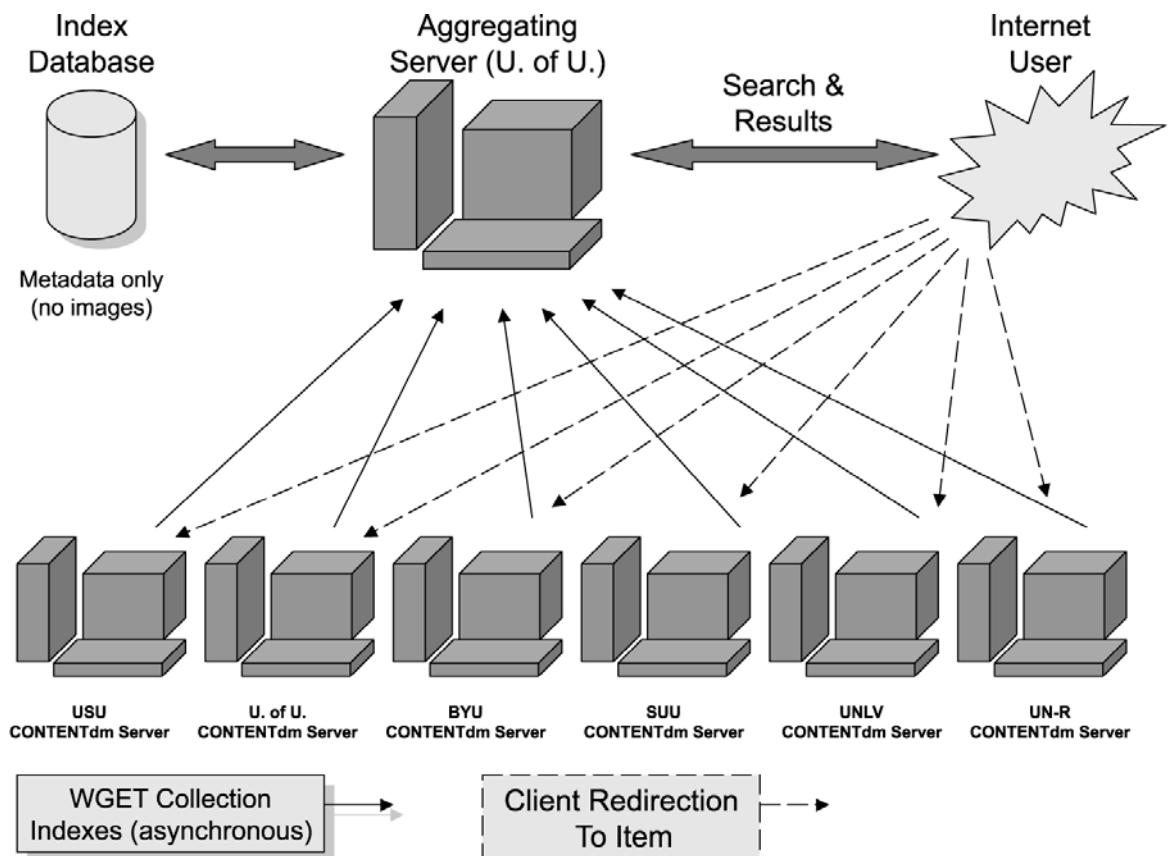 Index
Database
Aggregating
Server (U. of U.)
Internet
User
Search &
Results
Metadata only
(no images)
USU
CONTENTdm Server
U. of U.
CONTENTdm Server
BYU
CONTENTdm Server
SUU
CONTENTdm Server
UNLV
CONTENTdm Server
UN-R
CONTENTdm Server
WGET Collection
Indexes (asynchronous)
Client Redirection
To Item